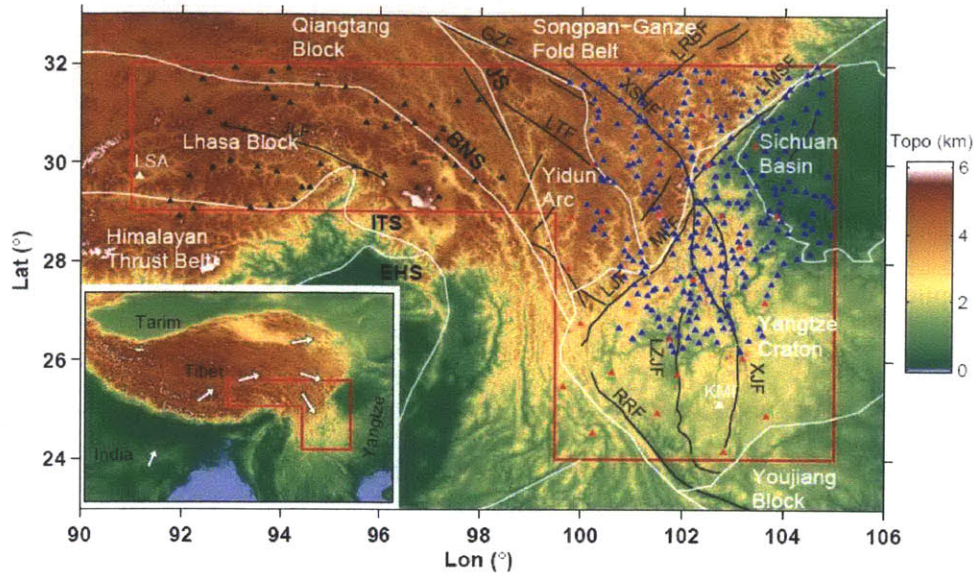 Qiangtang
Block
Songpan-Ganze
Fold Belt
GZF
LRBF
XSHF
LMSF
JS
LTF
BNS
JLF
Lhasa Block
LSA
Yidun
Arc
Sichuan
Basin
ITS
Himalayan
Thrust Belt
EHS
LJF
Yangtze
Craton
LZJF
XJF
KMI
RRF
Youjiang
Block
Tarim
Tibet
Yangtze
India
Topo (km)
6
4
2
0
Lat (°)
32
30
28
26
24
90
92
94
96
98
100
102
104
106
Lon (°)